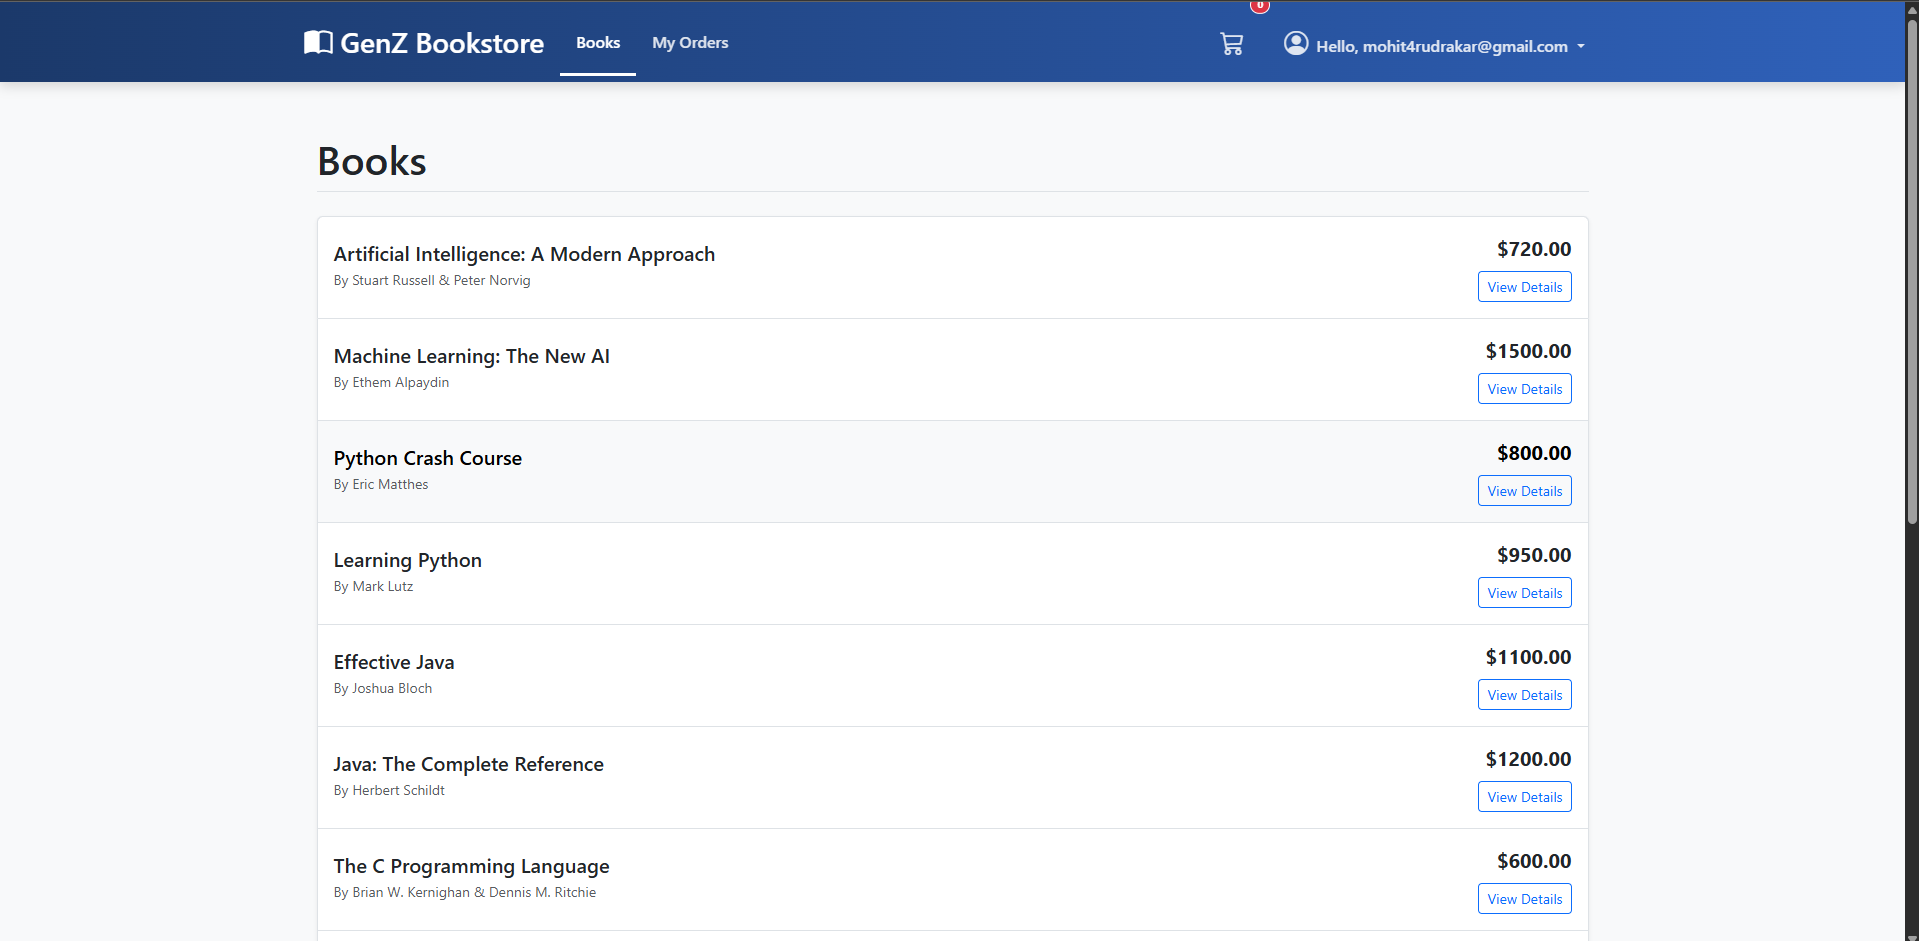 GenZ Bookstore
Books
My Orders
0
Hello, mohit4rudrakar@gmail.com
Books
Artificial Intelligence: A Modern Approach
By Stuart Russell & Peter Norvig
$720.00
View Details
Machine Learning: The New AI
By Ethem Alpaydin
$1500.00
View Details
Python Crash Course
By Eric Matthes
$800.00
View Details
Learning Python
By Mark Lutz
$950.00
View Details
Effective Java
By Joshua Bloch
$1100.00
View Details
Java: The Complete Reference
By Herbert Schildt
$1200.00
View Details
The C Programming Language
By Brian W. Kernighan & Dennis M. Ritchie
$600.00
View Details